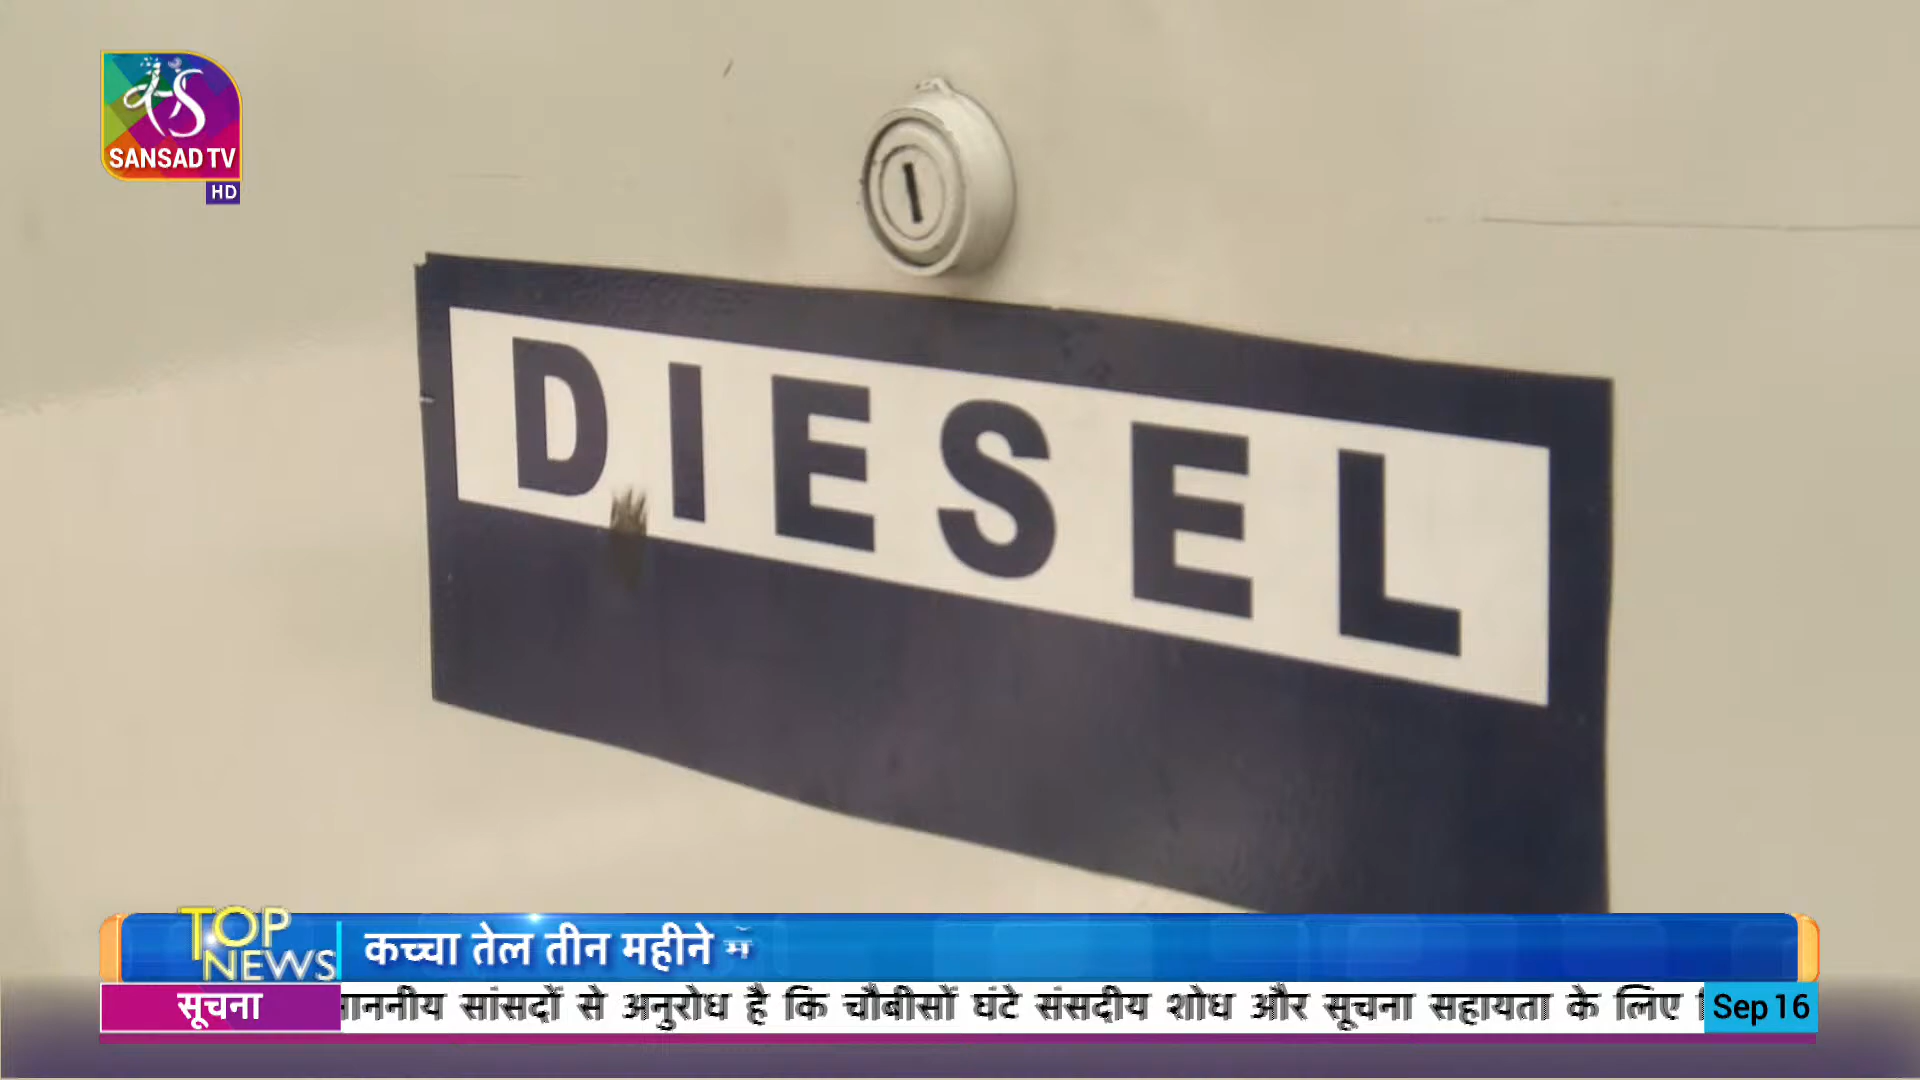 SANSAD TV
HD
DIESEL
TOP
NEWS
कच्चा तेल तीन महीने में
सूचना
माननीय सांसदों से अनुरोध है कि चौबीसों घंटे संसदीय शोध और सूचना सहायता के लिए
Sep 16